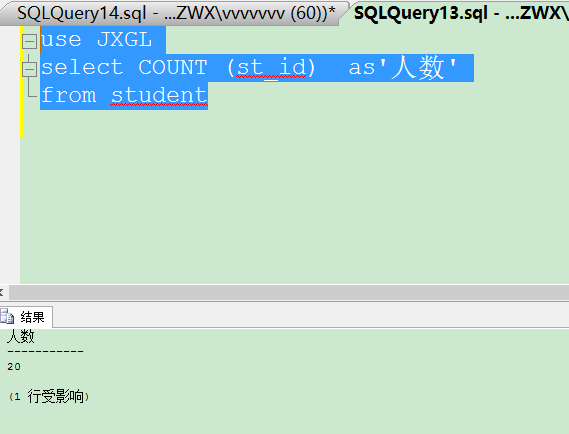 SQLQuery14.sql - ...ZWX\vvvvvvv (60))* SQLQuery13.sql - ...ZWX\
use JXGL
select COUNT (st_id)  as'人数'
from student
结果
人数
-----------
20
(1 行受影响)